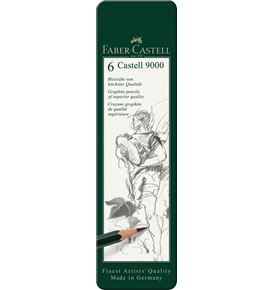 FABER-CASTELL
6 Castell 9000
Bleistifte von
höchster Qualität
Graphite pencils
of superior quality
Crayons graphite
de qualité
supérieure
Finest Artists' Quality
Made in Germany